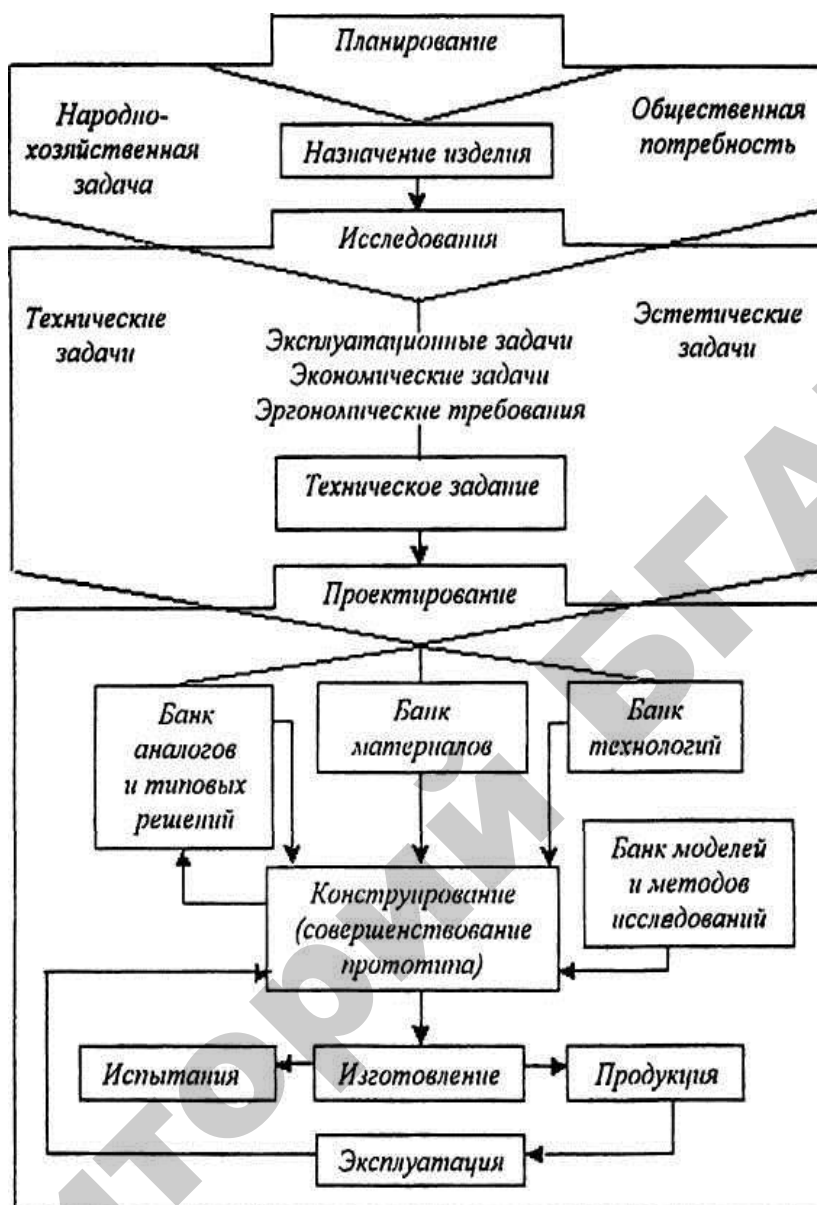 Планирование
Народно-
хозяйственная
задача
Общественная
потребность
Назначение изделия
Исследования
Технические
задачи
Эстетические
задачи
Эксплуатационные задачи
Экономические задачи
Эргономические требования
Техническое задание
Проектирование
Банк
аналогов
и типовых
решений
Банк
материалов
Банк
технологий
Банк моделей
и методов
исследований
Конструирование
(совершенствование
прототипа)
Испытания
Изготовление
Продукция
Эксплуатация